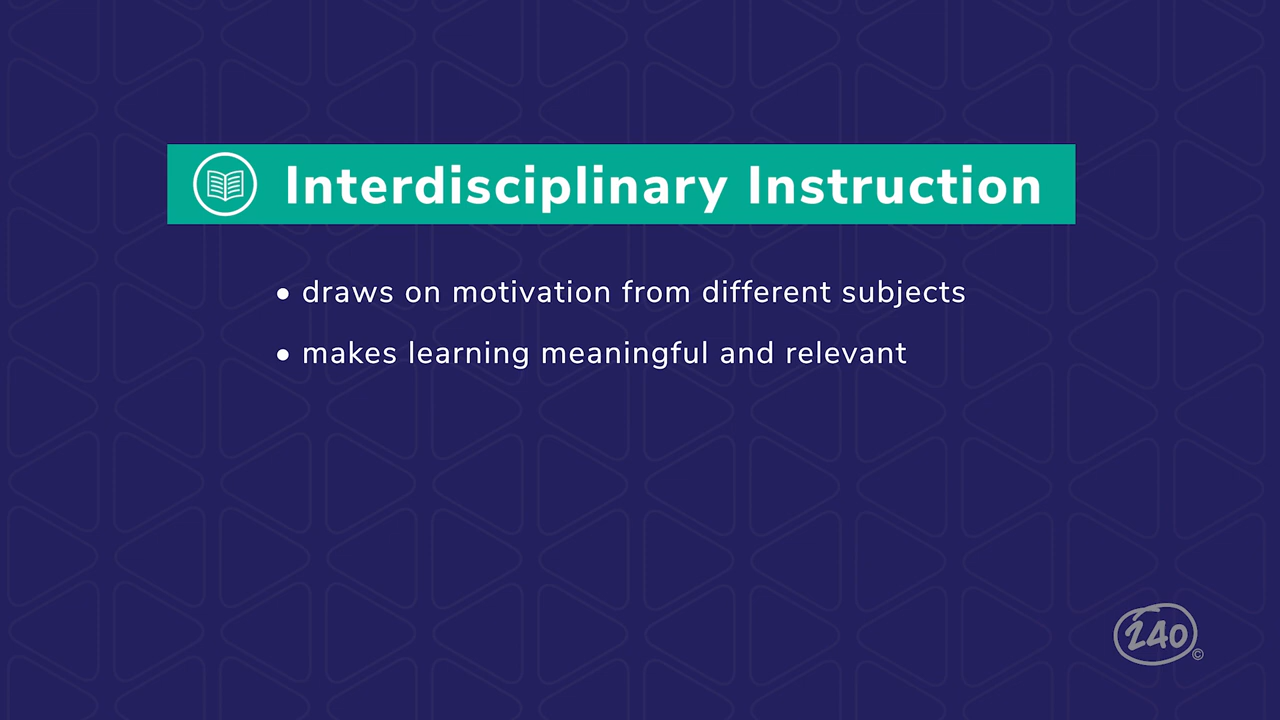 Interdisciplinary Instruction
• draws on motivation from different subjects
• makes learning meaningful and relevant
240
©